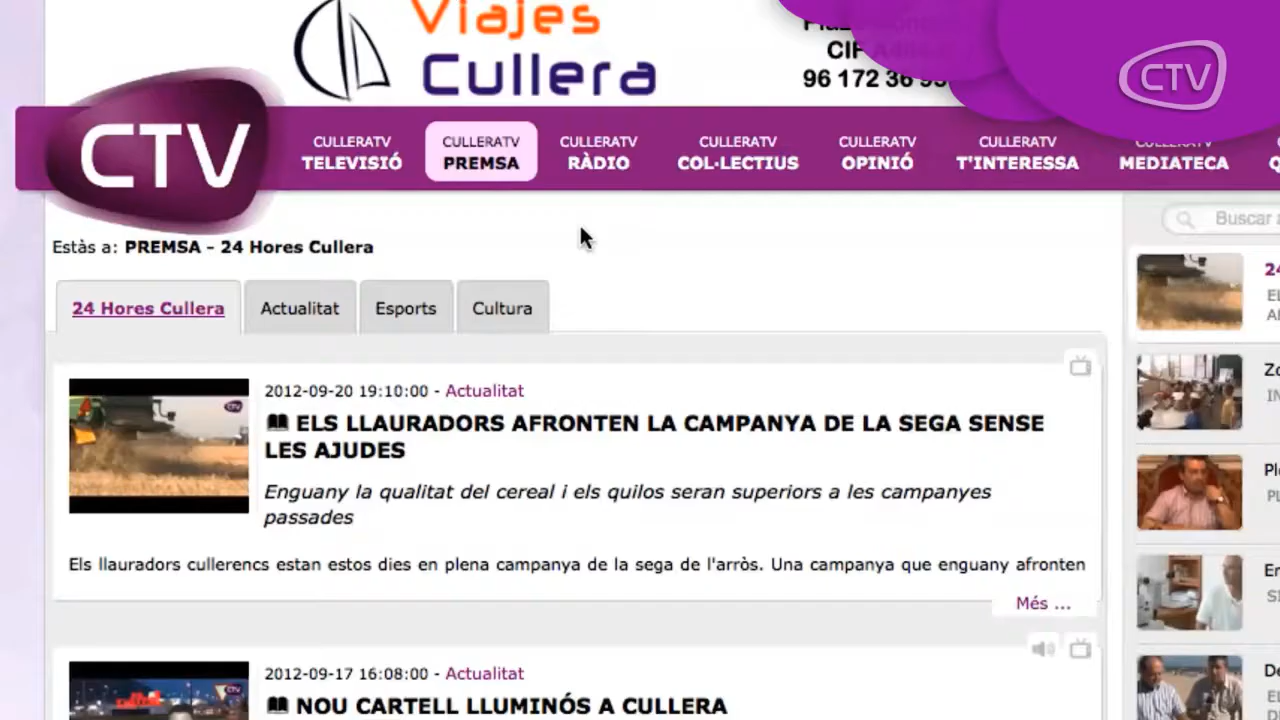 Viajes
Cullera
CIF
96 172 36
CTV
CTV
CULLERATV
TELEVISIÓ
CULLERATV
PREMSA
CULLERATV
RÀDIO
CULLERATV
COL·LECTIUS
CULLERATV
OPINIÓ
CULLERATV
T'INTERESSA
CULLERATV
MEDIATECA
Estàs a: PREMSA - 24 Hores Cullera
Buscar
24 Hores Cullera
Actualitat
Esports
Cultura
2012-09-20 19:10:00 - Actualitat
ELS LLAURADORS AFRONTEN LA CAMPANYA DE LA SEGA SENSE
LES AJUDES
Enguany la qualitat del cereal i els quilos seran superiors a les campanyes
passades
Els llauradors cullerencs estan estos dies en plena campanya de la sega de l'arròs. Una campanya que enguany afronten
Més ...
2012-09-17 16:08:00 - Actualitat
NOU CARTELL LLUMINÓS A CULLERA